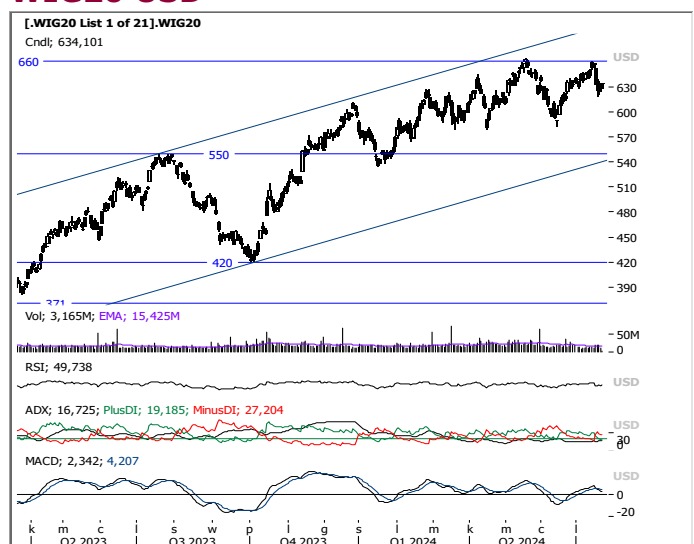 [.WIG20 List 1 of 21].WIG20
Cndl; 634,101
USD
660
630
600
570
550
540
510
480
450
420
420
390
371
Vol; 3,165M; EMA; 15,425M
50M
0
RSI; 49,738
USD
ADX; 16,725; PlusDI; 19,185; MinusDI; 27,204
USD
30
0
MACD; 2,342; 4,207
USD
0
-20
k m c l s w p l g s l m k m c l
Q2 2023 Q3 2023 Q4 2023 Q1 2024 Q2 2024